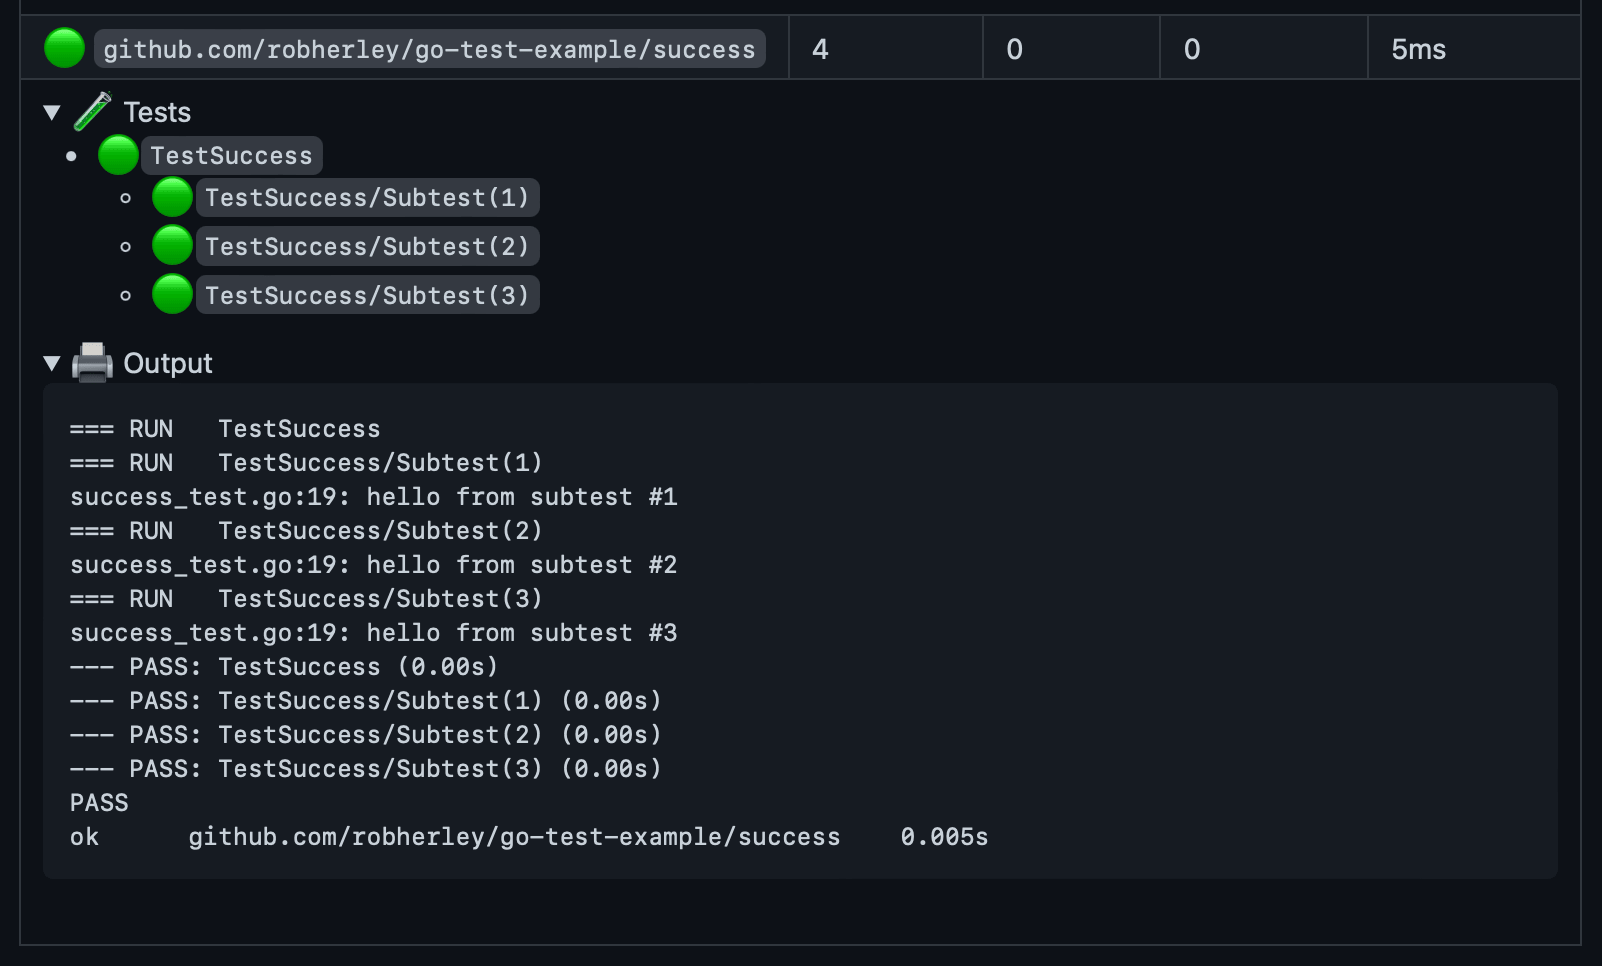 github.com/robherley/go-test-example/success 4 0 0 5ms
Tests
TestSuccess
TestSuccess/Subtest(1)
TestSuccess/Subtest(2)
TestSuccess/Subtest(3)
Output
=== RUN   TestSuccess
=== RUN   TestSuccess/Subtest(1)
success_test.go:19: hello from subtest #1
=== RUN   TestSuccess/Subtest(2)
success_test.go:19: hello from subtest #2
=== RUN   TestSuccess/Subtest(3)
success_test.go:19: hello from subtest #3
--- PASS: TestSuccess (0.00s)
--- PASS: TestSuccess/Subtest(1) (0.00s)
--- PASS: TestSuccess/Subtest(2) (0.00s)
--- PASS: TestSuccess/Subtest(3) (0.00s)
PASS
ok      github.com/robherley/go-test-example/success    0.005s